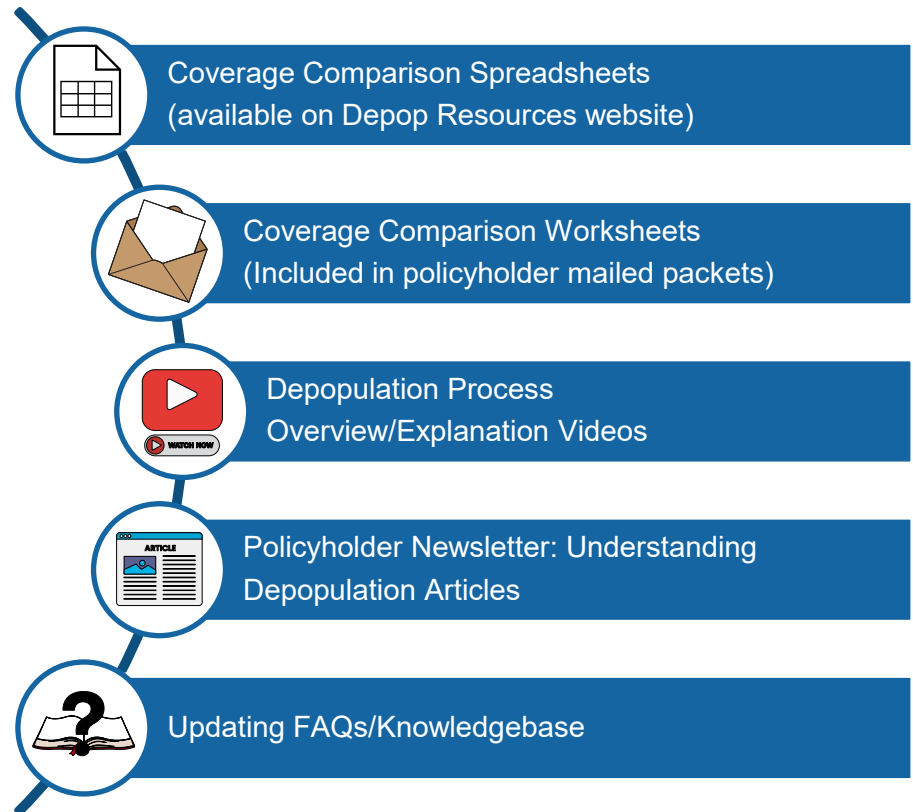 Coverage Comparison Spreadsheets
(available on Depop Resources website)
Coverage Comparison Worksheets
(Included in policyholder mailed packets)
Depopulation Process
Overview/Explanation Videos
WATCH NOW
Policyholder Newsletter: Understanding
Depopulation Articles
ARTICLE
?
Updating FAQs/Knowledgebase